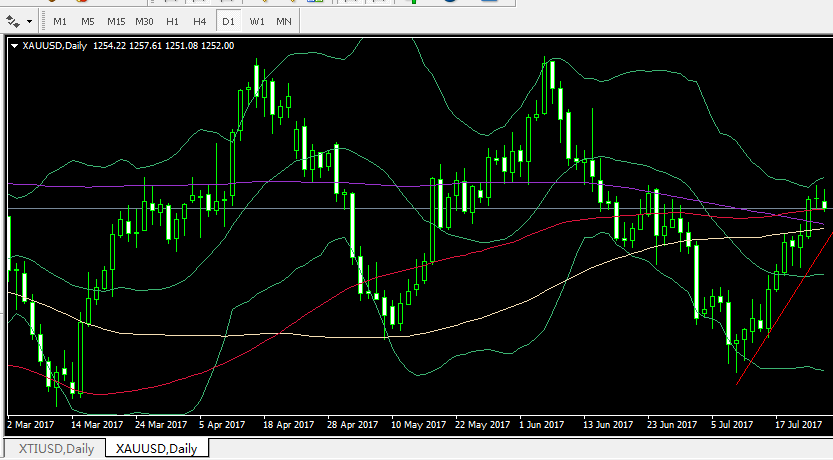 M1 M5 M15 M30 H1 H4 D1 W1 MN
XAUUSD,Daily 1254.22 1257.61 1251.08 1252.00
2 Mar 2017 14 Mar 2017 24 Mar 2017 5 Apr 2017 18 Apr 2017 28 Apr 2017 10 May 2017 22 May 2017 1 Jun 2017 13 Jun 2017 23 Jun 2017 5 Jul 2017 17 Jul 2017
XTIUSD,Daily XAUUSD,Daily